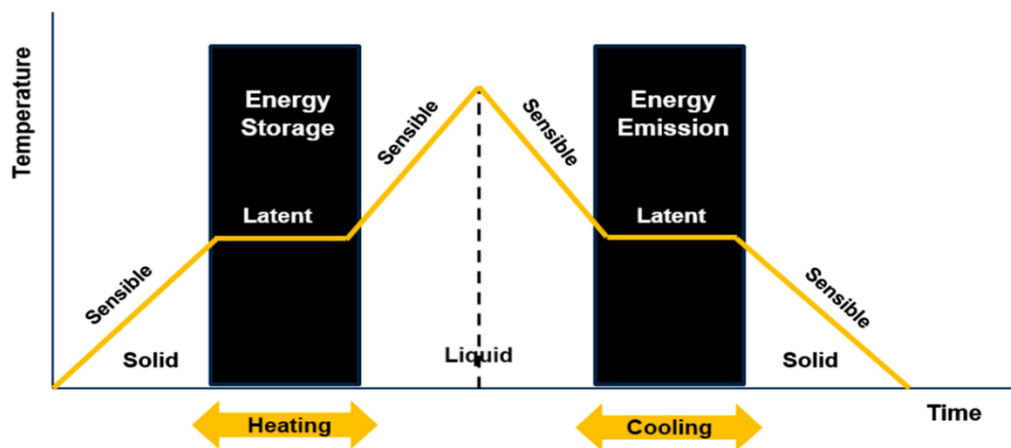 Temperature
Energy
Storage
Energy
Emission
Sensible
Sensible
Latent
Latent
Sensible
Sensible
Solid
Liquid
Solid
Heating
Cooling
Time